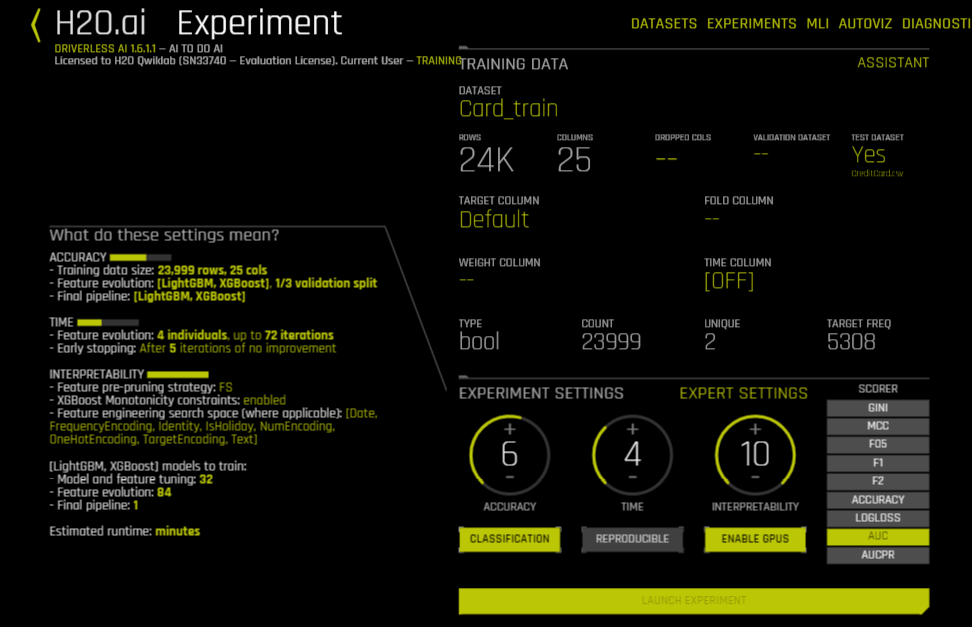 H2O.ai Experiment
DATASETS EXPERIMENTS MLI AUTOVIZ DIAGNOSTI
DRIVERLESS AI 1.6.1.1 – AI TO DO AI
Licensed to H2O Qwiklab (SN33740 – Evaluation License). Current User – TRAINING
TRAINING DATA
ASSISTANT
DATASET
Card_train
ROWS COLUMNS DROPPED COLS VALIDATION DATASET TEST DATASET
24K 25 -- -- Yes
CreditCard.csv
TARGET COLUMN FOLD COLUMN
Default --
WEIGHT COLUMN TIME COLUMN
-- [OFF]
TYPE COUNT UNIQUE TARGET FREQ
bool 23999 2 5308
What do these settings mean?
ACCURACY
- Training data size: 23,999 rows, 25 cols
- Feature evolution: [LightGBM, XGBoost], 1/3 validation split
- Final pipeline: [LightGBM, XGBoost]
TIME
- Feature evolution: 4 individuals, up to 72 iterations
- Early stopping: After 5 iterations of no improvement
INTERPRETABILITY
- Feature pre-pruning strategy: FS
- XGBoost Monotonicity constraints: enabled
- Feature engineering search space (where applicable): [Date,
FrequencyEncoding, Identity, IsHoliday, NumEncoding,
OneHotEncoding, TargetEncoding, Text]
[LightGBM, XGBoost] models to train:
- Model and feature tuning: 32
- Feature evolution: 84
- Final pipeline: 1
Estimated runtime: minutes
EXPERIMENT SETTINGS EXPERT SETTINGS
+ + +
6 4 10
- - -
ACCURACY TIME INTERPRETABILITY
CLASSIFICATION REPRODUCIBLE ENABLE GPUS
SCORER
GINI
MCC
F05
F1
F2
ACCURACY
LOGLOSS
AUC
AUCPR
LAUNCH EXPERIMENT